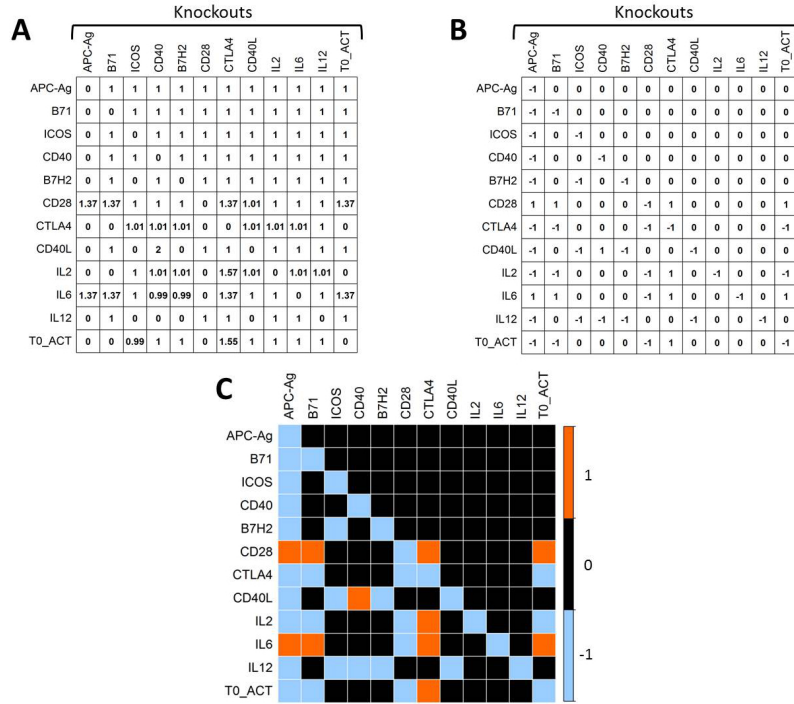 Knockouts
A
APC-Ag B71 ICOS CD40 B7H2 CD28 CTLA4 CD40L IL2 IL6 IL12 T0_ACT
APC-Ag 0 1 1 1 1 1 1 1 1 1 1 1
B71 0 0 1 1 1 1 1 1 1 1 1 1
ICOS 0 1 0 1 1 1 1 1 1 1 1 1
CD40 0 1 1 0 1 1 1 1 1 1 1 1
B7H2 0 1 0 1 0 1 1 1 1 1 1 1
CD28 1.37 1.37 1 1 1 0 1.37 1.01 1 1 1 1.37
CTLA4 0 0 1.01 1.01 1.01 0 0 1.01 1.01 1.01 1 0
CD40L 0 1 0 2 0 1 1 0 1 1 1 1
IL2 0 0 1 1.01 1.01 0 1.57 1.01 0 1.01 1.01 0
IL6 1.37 1.37 1 0.99 0.99 0 1.37 1 1 0 1 1.37
IL12 0 1 0 0 0 1 1 0 1 1 0 1
T0_ACT 0 0 0.99 1 1 0 1.55 1 1 1 1 0
Knockouts
B
APC-Ag B71 ICOS CD40 B7H2 CD28 CTLA4 CD40L IL2 IL6 IL12 T0_ACT
APC-Ag -1 0 0 0 0 0 0 0 0 0 0 0
B71 -1 -1 0 0 0 0 0 0 0 0 0 0
ICOS -1 0 -1 0 0 0 0 0 0 0 0 0
CD40 -1 0 0 -1 0 0 0 0 0 0 0 0
B7H2 -1 0 -1 0 -1 0 0 0 0 0 0 0
CD28 1 1 0 0 0 -1 1 0 0 0 0 1
CTLA4 -1 -1 0 0 0 -1 -1 0 0 0 0 -1
CD40L -1 0 -1 1 -1 0 0 -1 0 0 0 0
IL2 -1 -1 0 0 0 -1 1 0 -1 0 0 -1
IL6 1 1 0 0 0 -1 1 0 0 -1 0 1
IL12 -1 0 -1 -1 -1 0 0 -1 0 0 -1 0
T0_ACT -1 -1 0 0 0 -1 1 0 0 0 0 -1
C
APC-Ag B71 ICOS CD40 B7H2 CD28 CTLA4 CD40L IL2 IL6 IL12 T0_ACT
APC-Ag
B71
ICOS
CD40
B7H2
CD28
CTLA4
CD40L
IL2
IL6
IL12
T0_ACT
1
0
-1